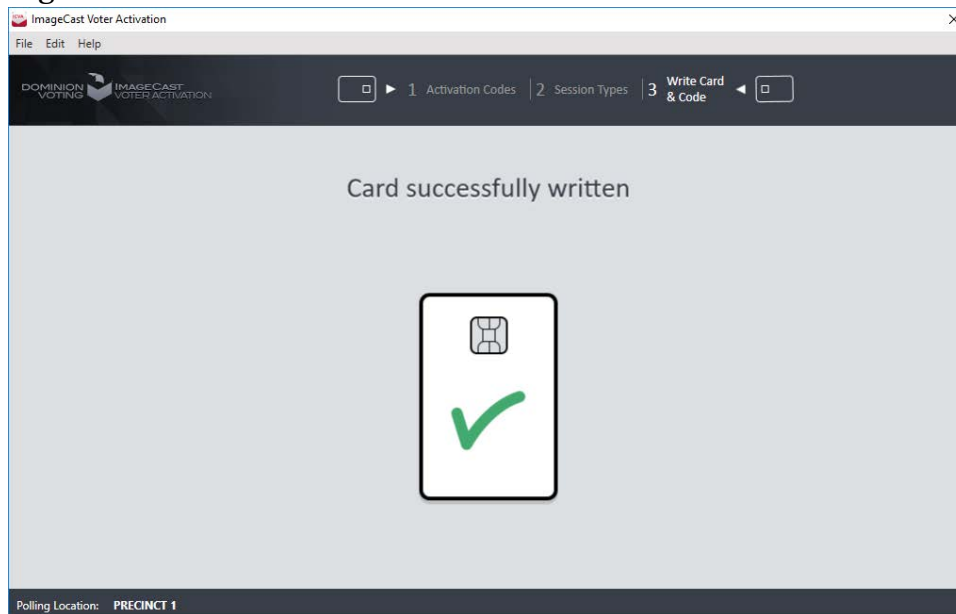 ImageCast Voter Activation
File Edit Help
DOMINION VOTING IMAGECAST VOTER ACTIVATION
1 Activation Codes 2 Session Types 3 Write Card & Code
Card successfully written
Polling Location: PRECINCT 1